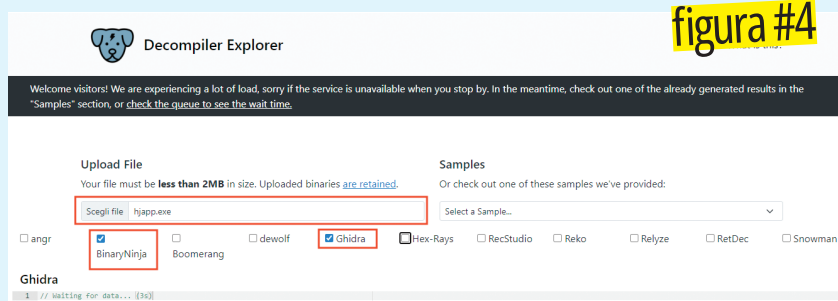 figura #4
Decompiler Explorer
Welcome visitors! We are experiencing a lot of load, sorry if the service is unavailable when you stop by. In the meantime, check out one of the already generated results in the
"Samples" section, or check the queue to see the wait time.
Upload File
Samples
Your file must be less than 2MB in size. Uploaded binaries are retained.
Or check out one of these samples we've provided:
Scegli file hjapp.exe
Select a Sample...
angr
BinaryNinja
Boomerang
dewolf
Ghidra
Hex-Rays
RecStudio
Reko
Relyze
RetDec
Snowman
Ghidra
1 // Waiting for data... (3s)